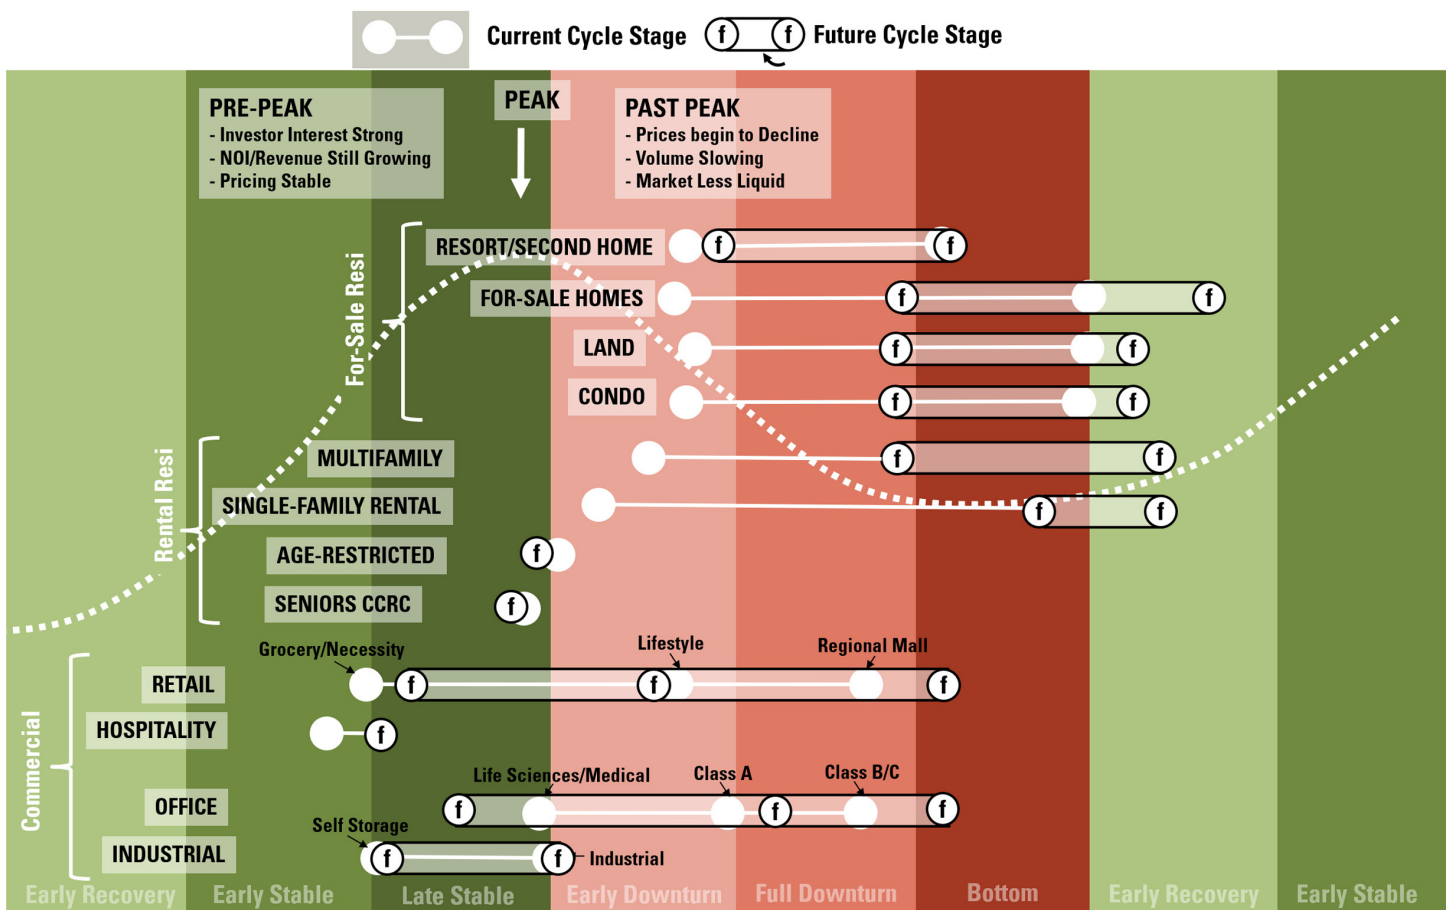 Current Cycle Stage
f f Future Cycle Stage
PRE-PEAK
- Investor Interest Strong
- NOI/Revenue Still Growing
- Pricing Stable
PEAK
PAST PEAK
- Prices begin to Decline
- Volume Slowing
- Market Less Liquid
For-Sale Resi
RESORT/SECOND HOME
f f
FOR-SALE HOMES
f f
LAND
f f
CONDO
f f
Rental Resi
MULTIFAMILY
f f
SINGLE-FAMILY RENTAL
f f
AGE-RESTRICTED
f
SENIORS CCRC
f
Commercial
Grocery/Necessity
Lifestyle
Regional Mall
RETAIL
f f f
HOSPITALITY
f
Life Sciences/Medical
Class A
Class B/C
OFFICE
f f f
Self Storage
INDUSTRIAL
f f
Industrial
Early Recovery
Early Stable
Late Stable
Early Downturn
Full Downturn
Bottom
Early Recovery
Early Stable